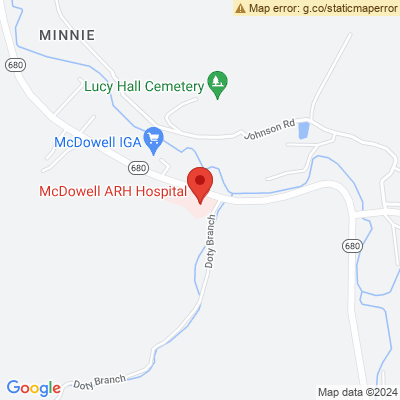 Map error: g.co/staticmaperror
MINNIE
680
Lucy Hall Cemetery
Johnson Rd
McDowell IGA
680
McDowell ARH Hospital
Doty Branch
680
Doty Branch
Google
Map data ©2024